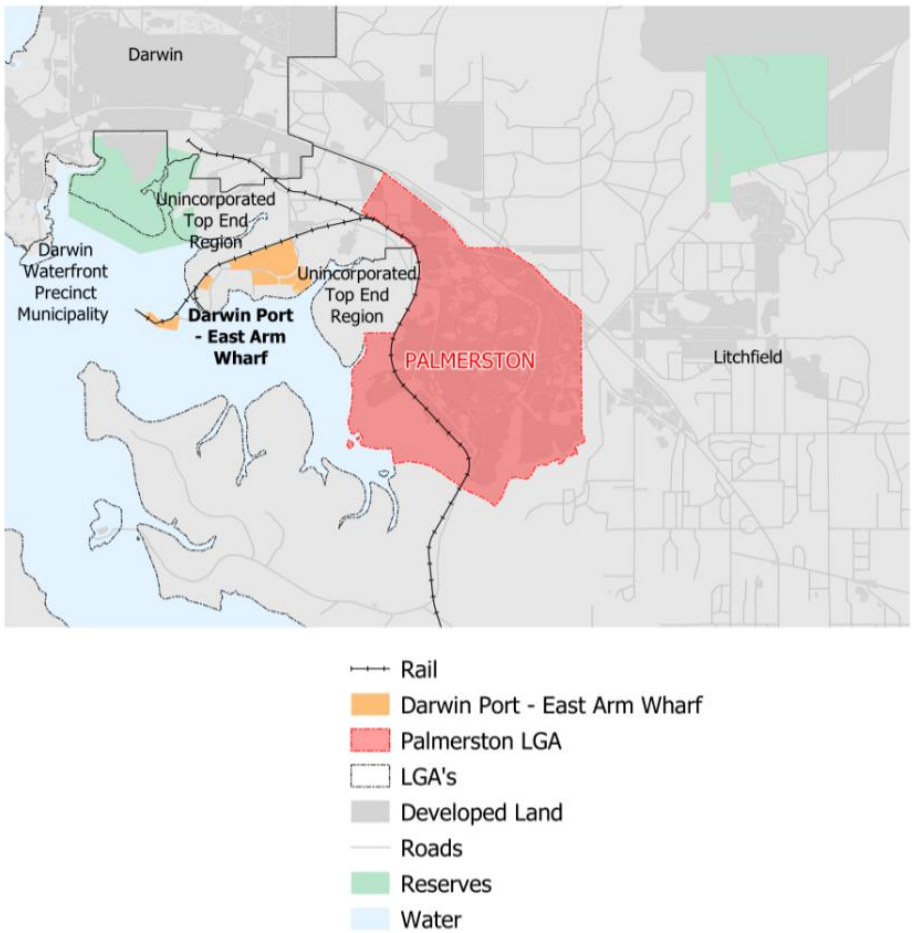 Darwin
Unincorporated
Top End
Region
Darwin
Waterfront
Precinct
Municipality
Unincorporated
Top End
Region
Darwin Port
- East Arm
Wharf
PALMERSTON
Litchfield
Rail
Darwin Port - East Arm Wharf
Palmerston LGA
LGA's
Developed Land
Roads
Reserves
Water